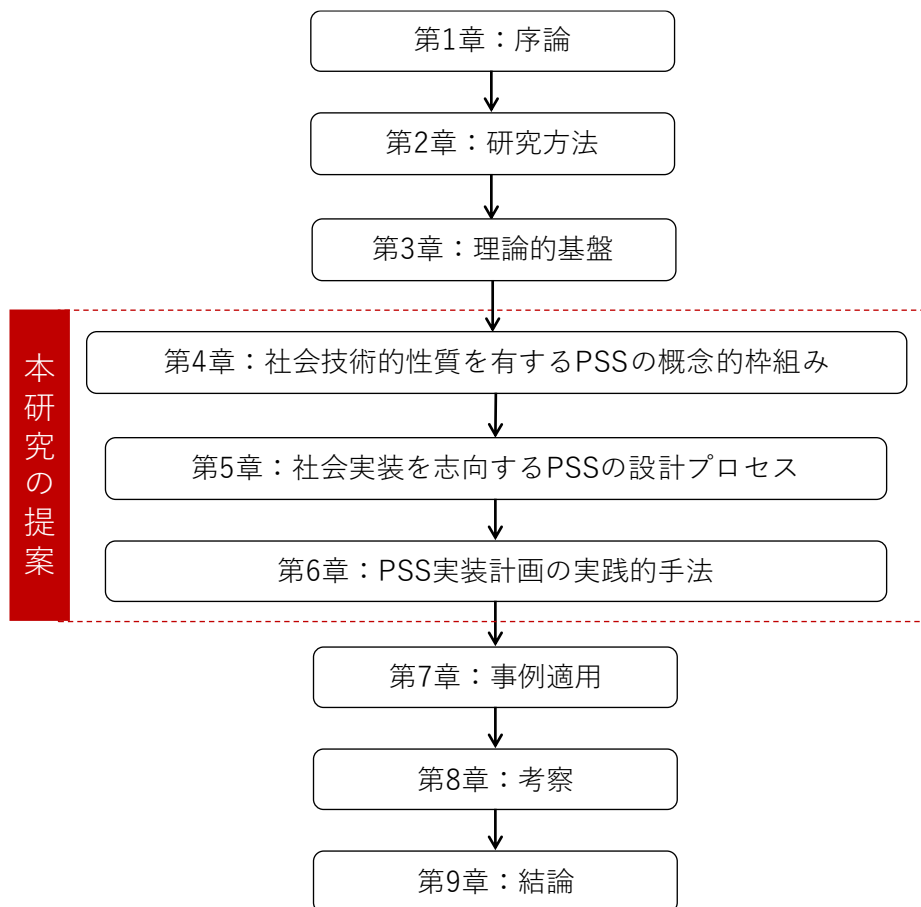 第1章：序論
第2章：研究方法
第3章：理論的基盤
本研究の提案
第4章：社会技術的性質を有するPSSの概念的枠組み
第5章：社会実装を志向するPSSの設計プロセス
第6章：PSS実装計画の実践的手法
第7章：事例適用
第8章：考察
第9章：結論